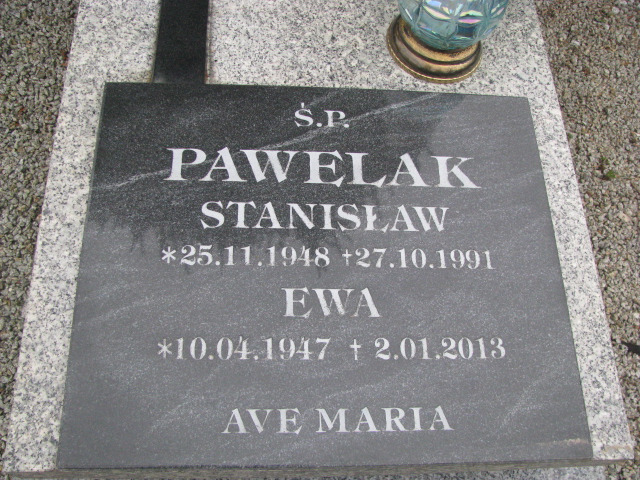 Ś.P.
PAWELAK
STANISŁAW
*25.11.1948 †27.10.1991
EWA
*10.04.1947 † 2.01.2013
AVE MARIA